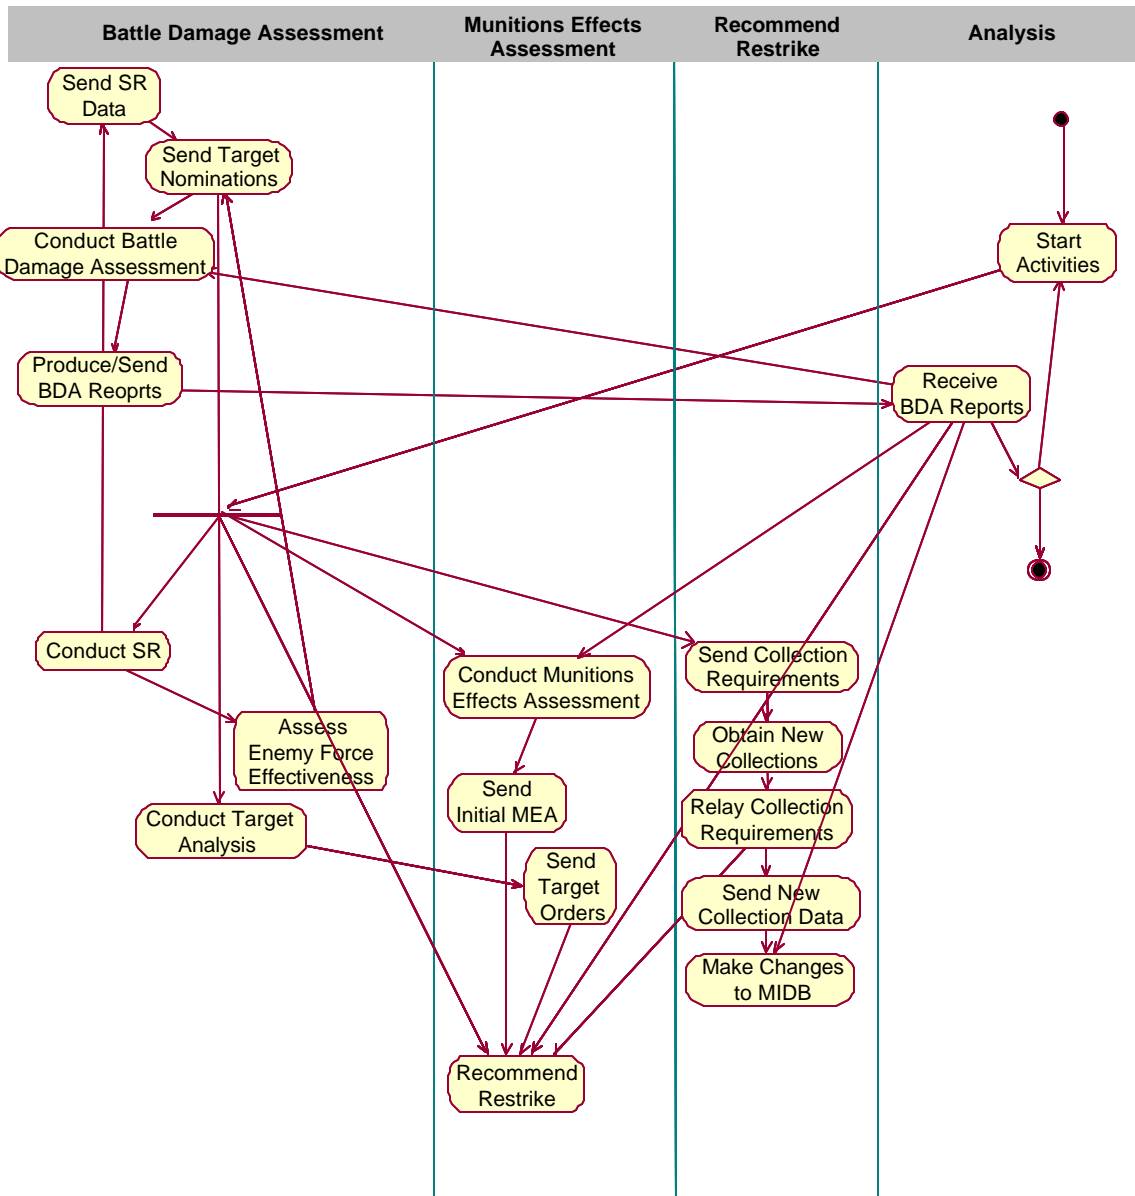 Battle Damage Assessment
Munitions Effects
Assessment
Recommend
Restrike
Analysis
Send SR
Data
Send Target
Nominations
Conduct Battle
Damage Assessment
Start
Activities
Produce/Send
BDA Reoprts
Receive
BDA Reports
Conduct SR
Assess
Enemy Force
Effectiveness
Conduct Target
Analysis
Conduct Munitions
Effects Assessment
Send
Initial MEA
Send
Target
Orders
Recommend
Restrike
Send Collection
Requirements
Obtain New
Collections
Relay Collection
Requirements
Send New
Collection Data
Make Changes
to MIDB